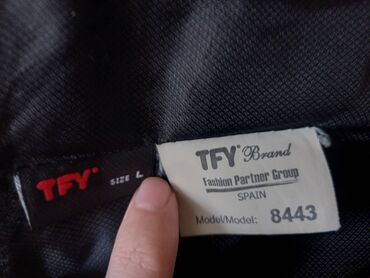 TFY SIZE L
TFY Brand
Fashion Partner Group
SPAIN
Model/Model: 8443